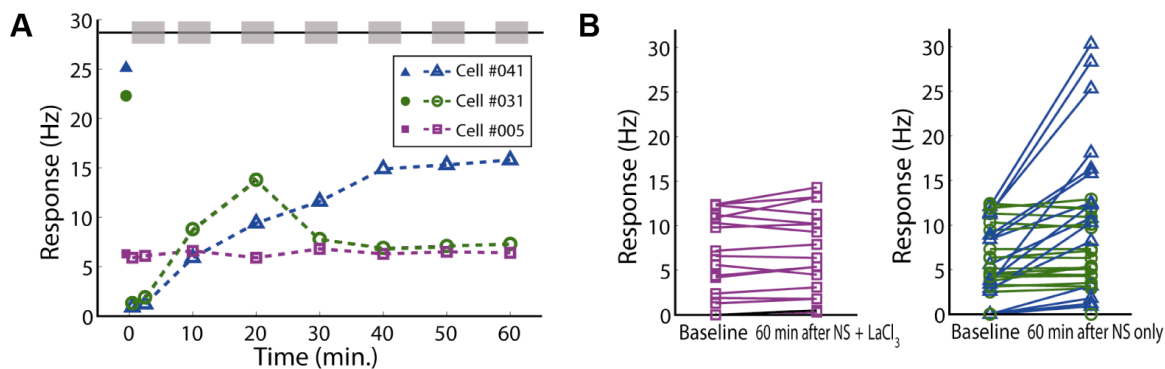 A
Response (Hz)
30
25
20
15
10
5
0
Cell #041
Cell #031
Cell #005
0 10 20 30 40 50 60
Time (min.)
B
Response (Hz)
30
25
20
15
10
5
0
Baseline 60 min after NS + LaCl₃
Response (Hz)
30
25
20
15
10
5
0
Baseline 60 min after NS only